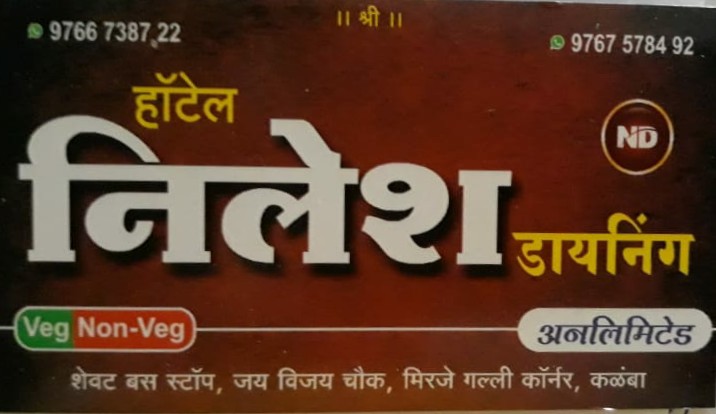 ।। श्री ।।
9766 7387 22
9767 5784 92
हॉटेल
ND
निलेश
डायनिंग
Veg Non-Veg
अनलिमिटेड
शेवट बस स्टॉप, जय विजय चौक, मिरजे गल्ली कॉर्नर, कळंबा